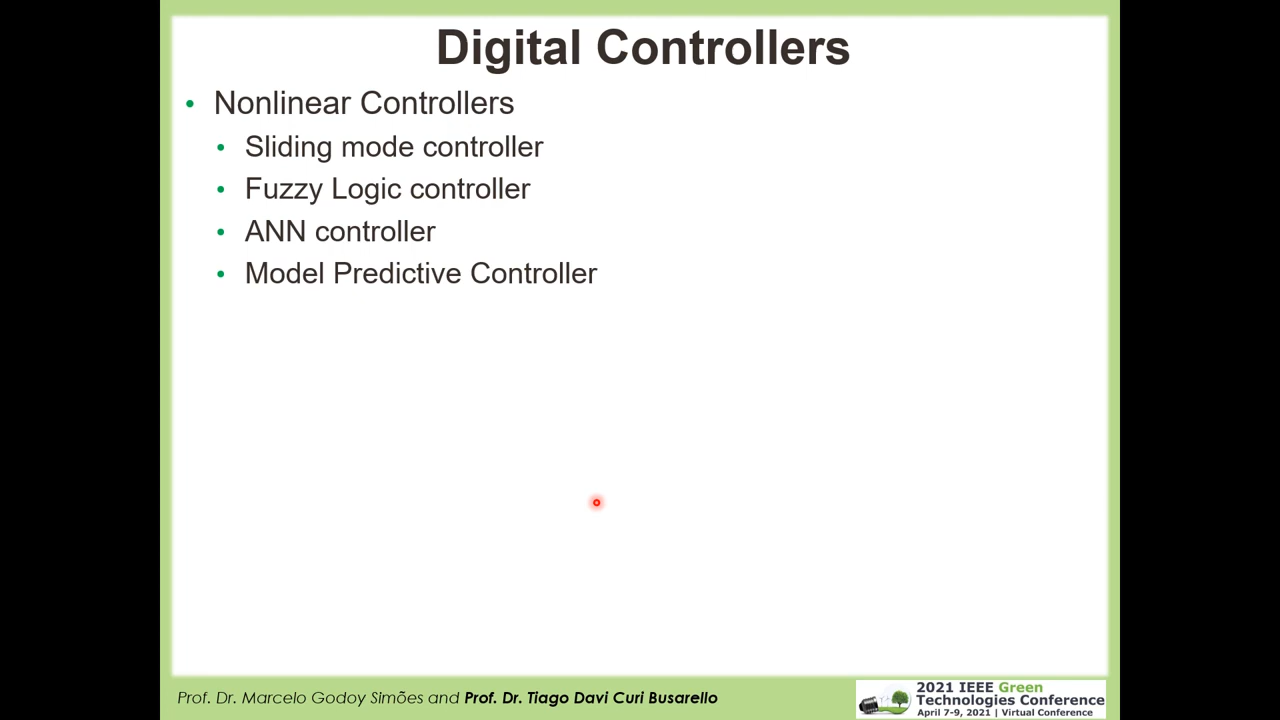 Digital Controllers
• Nonlinear Controllers
• Sliding mode controller
• Fuzzy Logic controller
• ANN controller
• Model Predictive Controller
Prof. Dr. Marcelo Godoy Simões and Prof. Dr. Tiago Davi Curi Busarello
2021 IEEE Green
Technologies Conference
April 7-9, 2021 | Virtual Conference